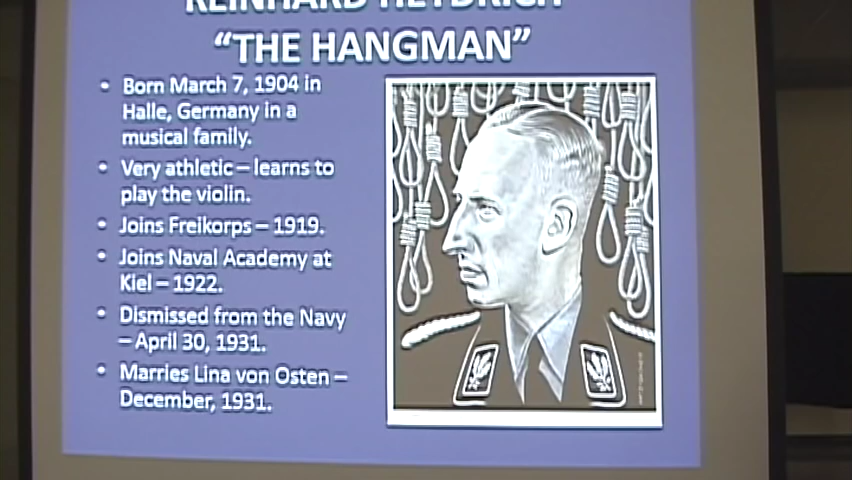 REINHARD HEYDRICH
“THE HANGMAN”
• Born March 7, 1904 in
Halle, Germany in a
musical family.
• Very athletic – learns to
play the violin.
• Joins Freikorps – 1919.
• Joins Naval Academy at
Kiel – 1922.
• Dismissed from the Navy
– April 30, 1931.
• Marries Lina von Osten –
December, 1931.